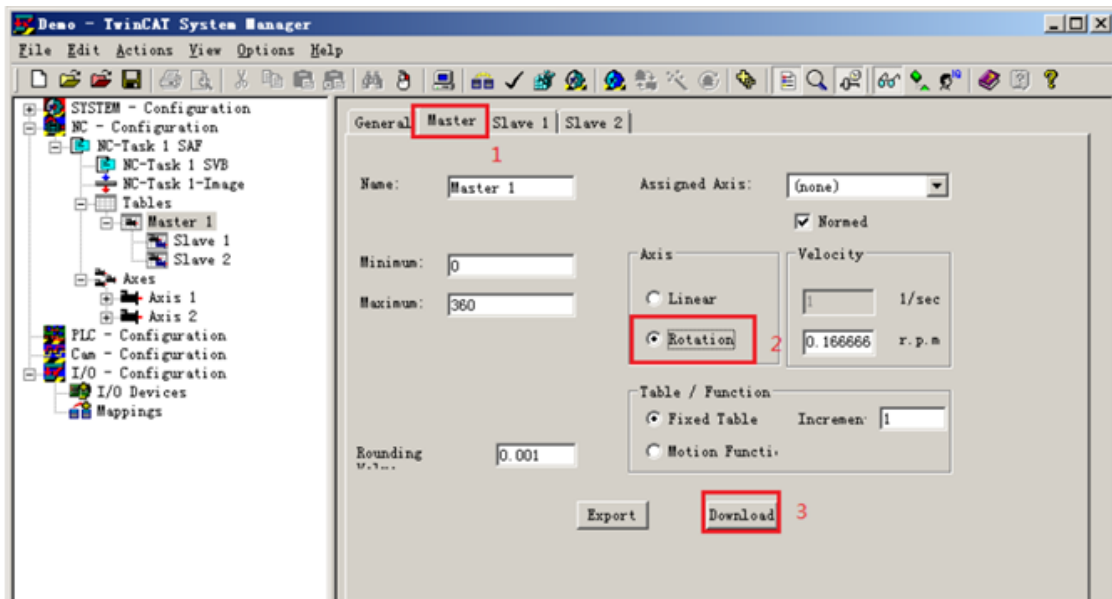 Demo - TwinCAT System Manager
File Edit Actions View Options Help
SYSTEM - Configuration
NC - Configuration
NC-Task 1 SAF
NC-Task 1 SVB
NC-Task 1-Image
Tables
Master 1
Slave 1
Slave 2
Axes
Axis 1
Axis 2
PLC - Configuration
Cam - Configuration
I/O - Configuration
I/O Devices
Mappings
General Master Slave 1 Slave 2
1
Name: Master 1 Assigned Axis: (none)
Normed
Minimum: 0
Maximum: 360
Axis
Linear
Rotation 2
Velocity
1 1/sec
0.166666 r.p.m
Table / Function
Fixed Table Incremen 1
Motion Functi
Rounding 0.001
Export Download 3